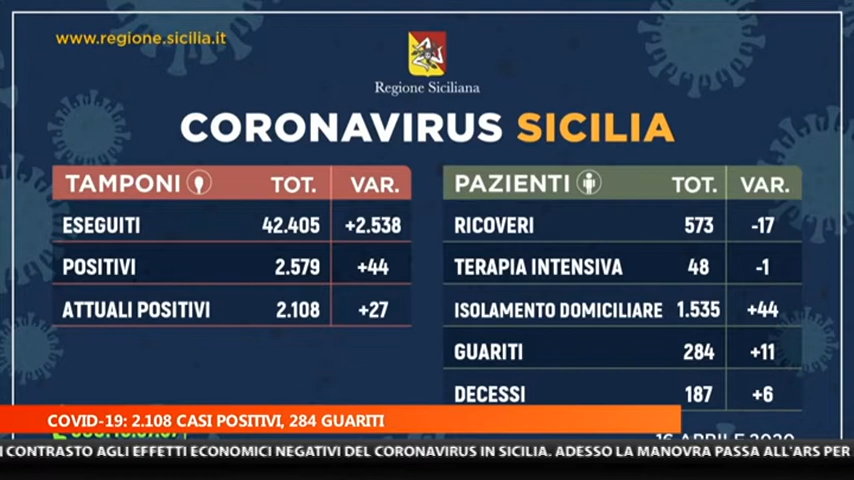 www.regione.sicilia.it
Regione Siciliana
CORONAVIRUS SICILIA
TAMPONI TOT. VAR.
ESEGUITI 42.405 +2.538
POSITIVI 2.579 +44
ATTUALI POSITIVI 2.108 +27
PAZIENTI TOT. VAR.
RICOVERI 573 -17
TERAPIA INTENSIVA 48 -1
ISOLAMENTO DOMICILIARE 1.535 +44
GUARITI 284 +11
DECESSI 187 +6
COVID-19: 2.108 CASI POSITIVI, 284 GUARITI
16 APRILE 2020
CONTRASTO AGLI EFFETTI ECONOMICI NEGATIVI DEL CORONAVIRUS IN SICILIA. ADESSO LA MANOVRA PASSA ALL'ARS PER